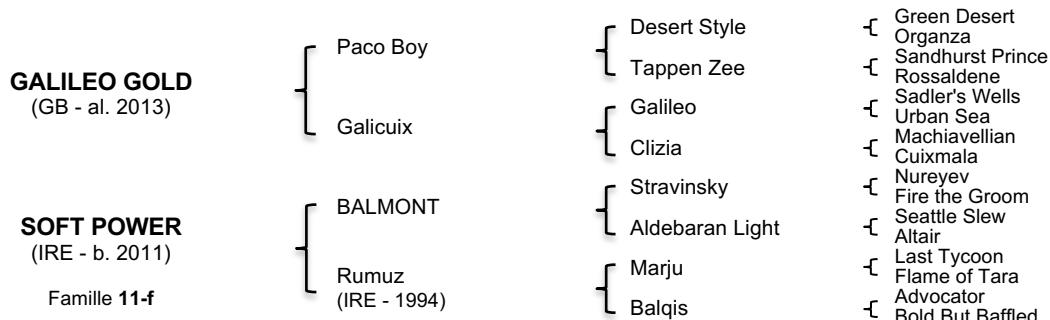 GALILEO GOLD
(GB - al. 2013)
SOFT POWER
(IRE - b. 2011)
Famille 11-f
Paco Boy
Galicuix
BALMONT
Rumuz
(IRE - 1994)
Desert Style
Tappen Zee
Galileo
Clizia
Stravinsky
Aldebaran Light
Marju
Balqis
Green Desert
Organza
Sandhurst Prince
Rossaldene
Sadler's Wells
Urban Sea
Machiavellian
Cuixmala
Nureyev
Fire the Groom
Seattle Slew
Altair
Last Tycoon
Flame of Tara
Advocator
Bold But Baffled